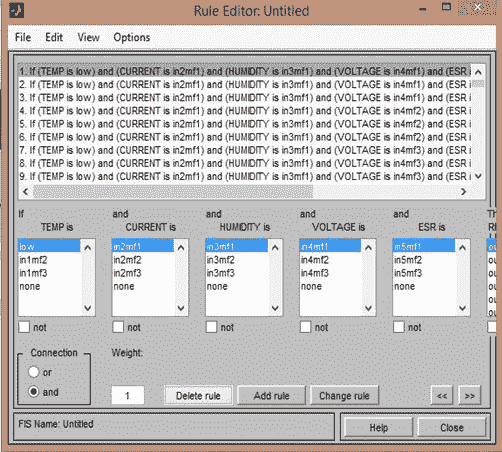 Rule Editor: Untitled
File Edit View Options
1. If (TEMP is low) and (CURRENT is in2mf1) and (HUMIDITY is in3mf1) and (VOLTAGE is in4mf1) and (ESR i
2. If (TEMP is low) and (CURRENT is in2mf1) and (HUMIDITY is in3mf1) and (VOLTAGE is in4mf1) and (ESR i
3. If (TEMP is low) and (CURRENT is in2mf1) and (HUMIDITY is in3mf1) and (VOLTAGE is in4mf1) and (ESR i
4. If (TEMP is low) and (CURRENT is in2mf1) and (HUMIDITY is in3mf1) and (VOLTAGE is in4mf2) and (ESR i
5. If (TEMP is low) and (CURRENT is in2mf1) and (HUMIDITY is in3mf1) and (VOLTAGE is in4mf2) and (ESR i
6. If (TEMP is low) and (CURRENT is in2mf1) and (HUMIDITY is in3mf1) and (VOLTAGE is in4mf2) and (ESR i
7. If (TEMP is low) and (CURRENT is in2mf1) and (HUMIDITY is in3mf1) and (VOLTAGE is in4mf3) and (ESR i
8. If (TEMP is low) and (CURRENT is in2mf1) and (HUMIDITY is in3mf1) and (VOLTAGE is in4mf3) and (ESR i
9. If (TEMP is low) and (CURRENT is in2mf1) and (HUMIDITY is in3mf1) and (VOLTAGE is in4mf3) and (ESR i
If and and and and Th
TEMP is CURRENT is HUMIDITY is VOLTAGE is ESR is
low in2mf1 in3mf1 in4mf1 in5mf1 ou
in1mf2 in2mf2 in3mf2 in4mf2 in5mf2 ou
in1mf3 in2mf3 in3mf3 in4mf3 in5mf3 ou
none none none none none ou
not not not not not
Connection Weight:
or
and 1 Delete rule Add rule Change rule << >>
FIS Name: Untitled Help Close